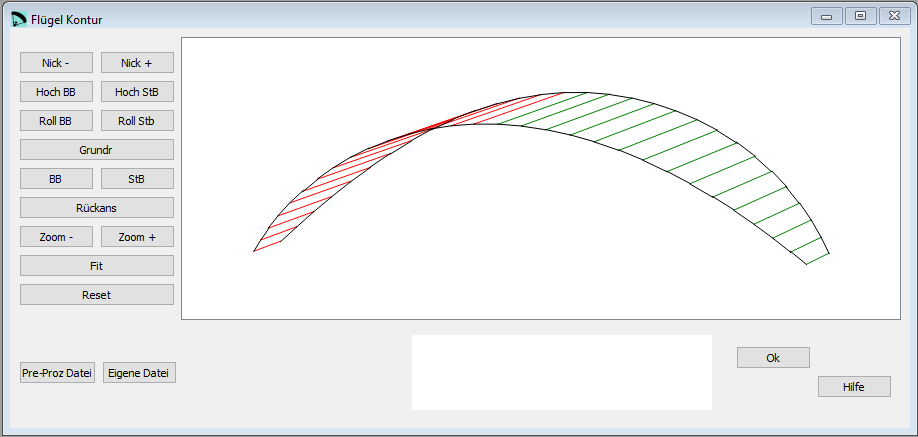 Flügel Kontur
Nick - Nick +
Hoch BB Hoch StB
Roll BB Roll Stb
Grundr
BB StB
Rückans
Zoom - Zoom +
Fit
Reset
Pre-Proz Datei Eigene Datei
Ok
Hilfe